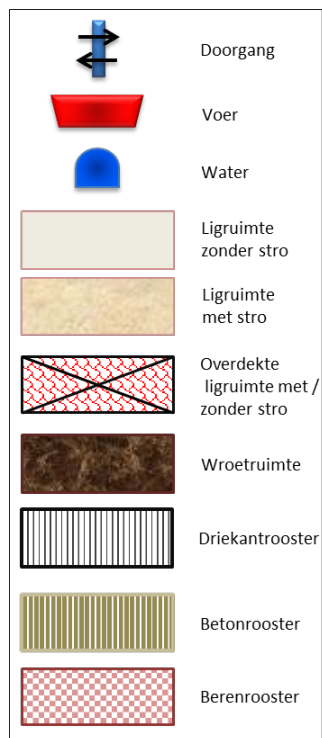 Doorgang
Voer
Water
Ligruimte
zonder stro
Ligruimte
met stro
Overdekte
ligruimte met /
zonder stro
Wroetruimte
Driekantrooster
Betonrooster
Berenrooster